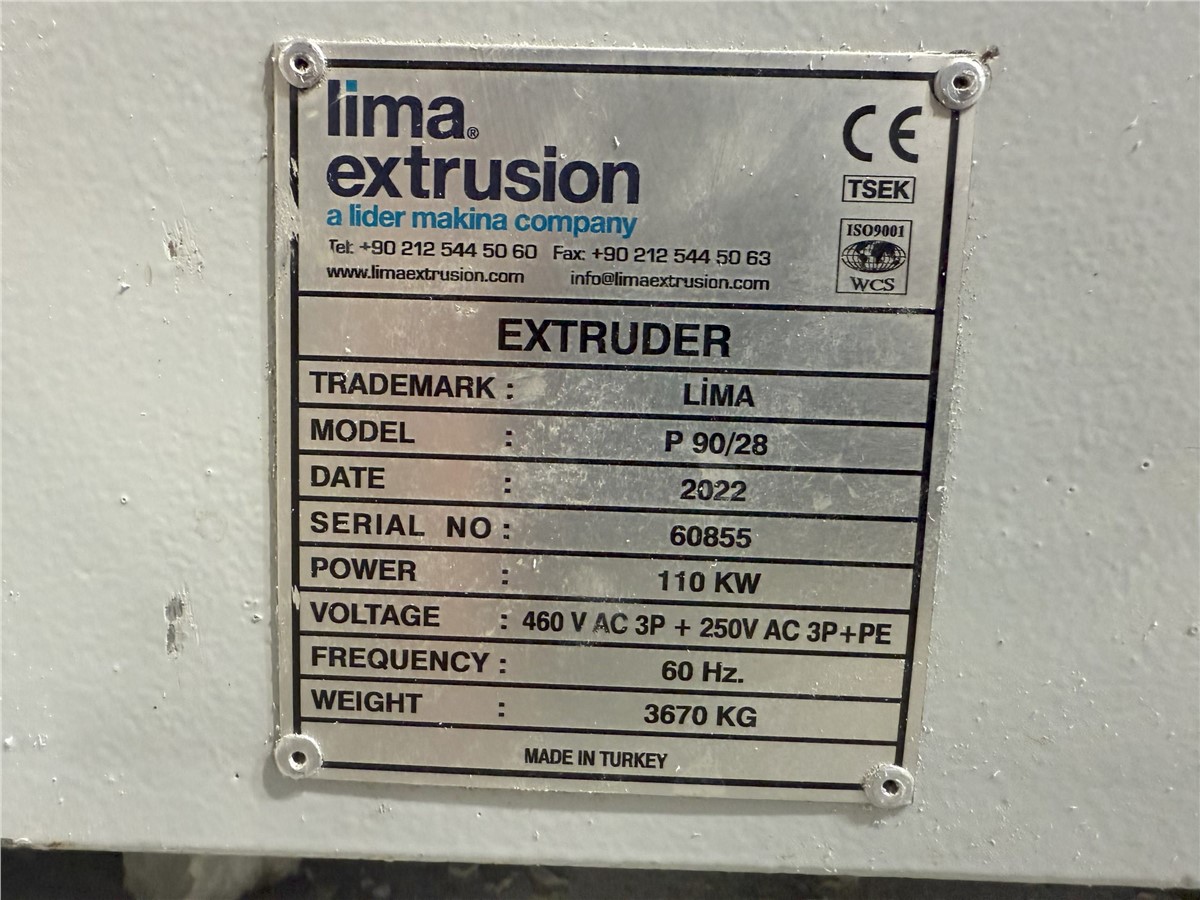 lima®
extrusion
a lider makina company
Tel: +90 212 544 50 60 Fax: +90 212 544 50 63
www.limaextrusion.com info@limaextrusion.com
CE
TSEK
ISO9001
WCS
EXTRUDER
TRADEMARK : LİMA
MODEL : P 90/28
DATE : 2022
SERIAL NO : 60855
POWER : 110 KW
VOLTAGE : 460 V AC 3P + 250V AC 3P+PE
FREQUENCY : 60 Hz.
WEIGHT : 3670 KG
MADE IN TURKEY